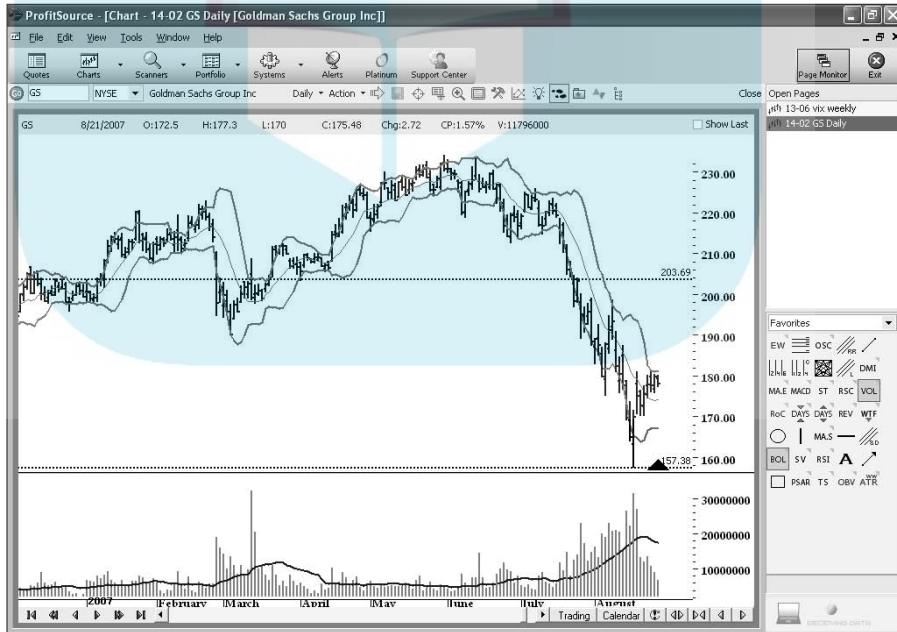 ProfitSource - [Chart - 14-02 GS Daily [Goldman Sachs Group Inc]]
File Edit View Tools Window Help
Quotes Charts Scanners Portfolio Systems Alerts Platinum Support Center Page Monitor Exit
GS NYSE Goldman Sachs Group Inc Daily Action Close Open Pages
13-06 vix weekly
14-02 GS Daily
GS 8/21/2007 O:172.5 H:177.3 L:170 C:175.48 Chg:2.72 CP:1.57% V:11796000 Show Last
230.00
220.00
210.00
203.69
200.00
190.00
180.00
170.00
160.00
157.38
30000000
20000000
10000000
2007 February March April May June July August
Trading Calendar
Favorites
EW OSC RR
L DMI
MA.E MACD ST RSC VOL
RoC DAYS DAYS REV WTF
MA.S SD
BOL SV RSI A
PSAR TS OBV ATR
RECEIVING DATA